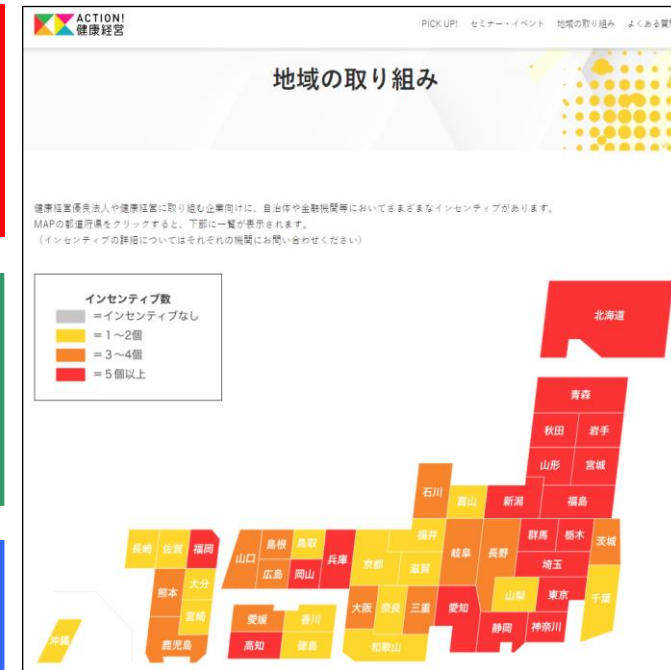 ACTION!
健康経営
PICK UP! セミナー・イベント 地域の取り組み よくある質問
地域の取り組み
健康経営優良法人や健康経営に取り組む企業向けに、自治体や金融機関等においてさまざまなインセンティブがあります。
MAPの都道府県をクリックすると、下部に一覧が表示されます。
（インセンティブの詳細についてはそれぞれの機関にお問い合わせください）
インセンティブ数
＝インセンティブなし
＝1～2個
＝3～4個
＝5個以上
北海道
青森
秋田 岩手
山形 宮城
石川 富山 新潟 福島
長崎 佐賀 福岡 山口 島根 鳥取 兵庫 京都 福井 滋賀 岐阜 長野 群馬 栃木 茨城
広島 岡山 埼玉
熊本 大分 山梨 東京 千葉
宮崎 愛媛 香川 大阪 奈良 三重 愛知
沖縄 鹿児島 高知 徳島 和歌山 静岡 神奈川